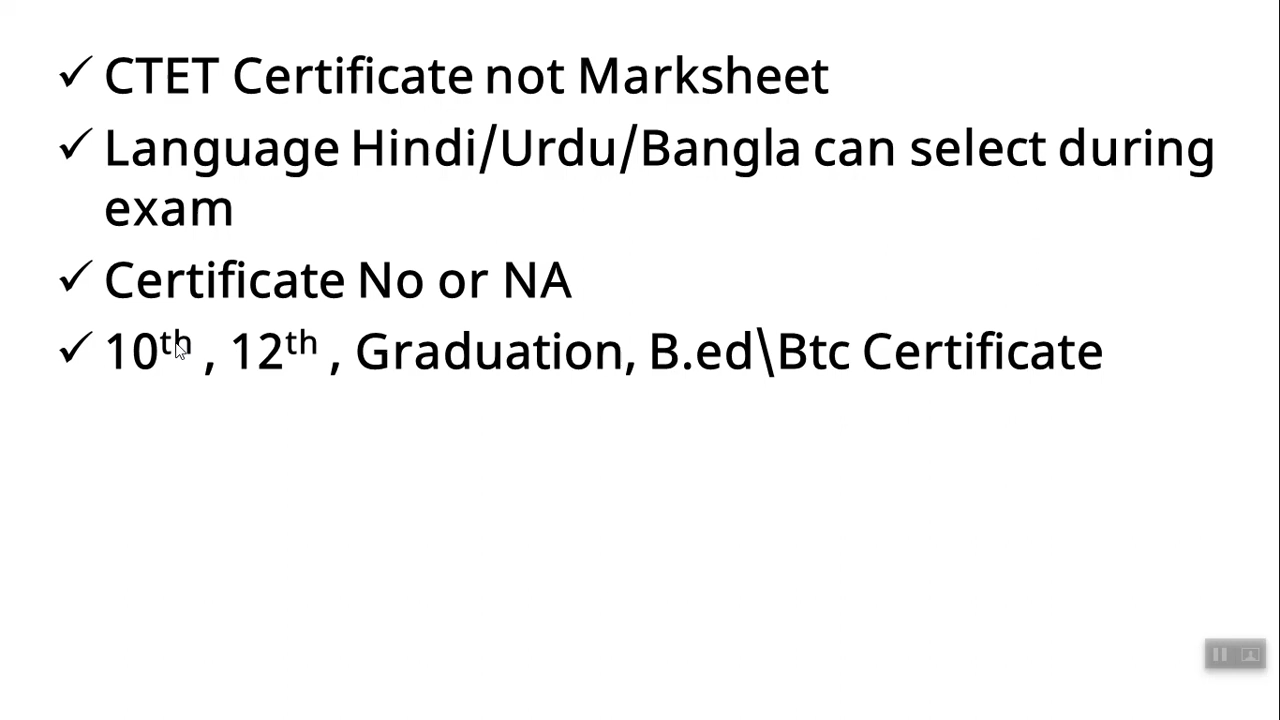 ✓ CTET Certificate not Marksheet
✓ Language Hindi/Urdu/Bangla can select during
exam
✓ Certificate No or NA
✓ 10th , 12th , Graduation, B.ed\Btc Certificate